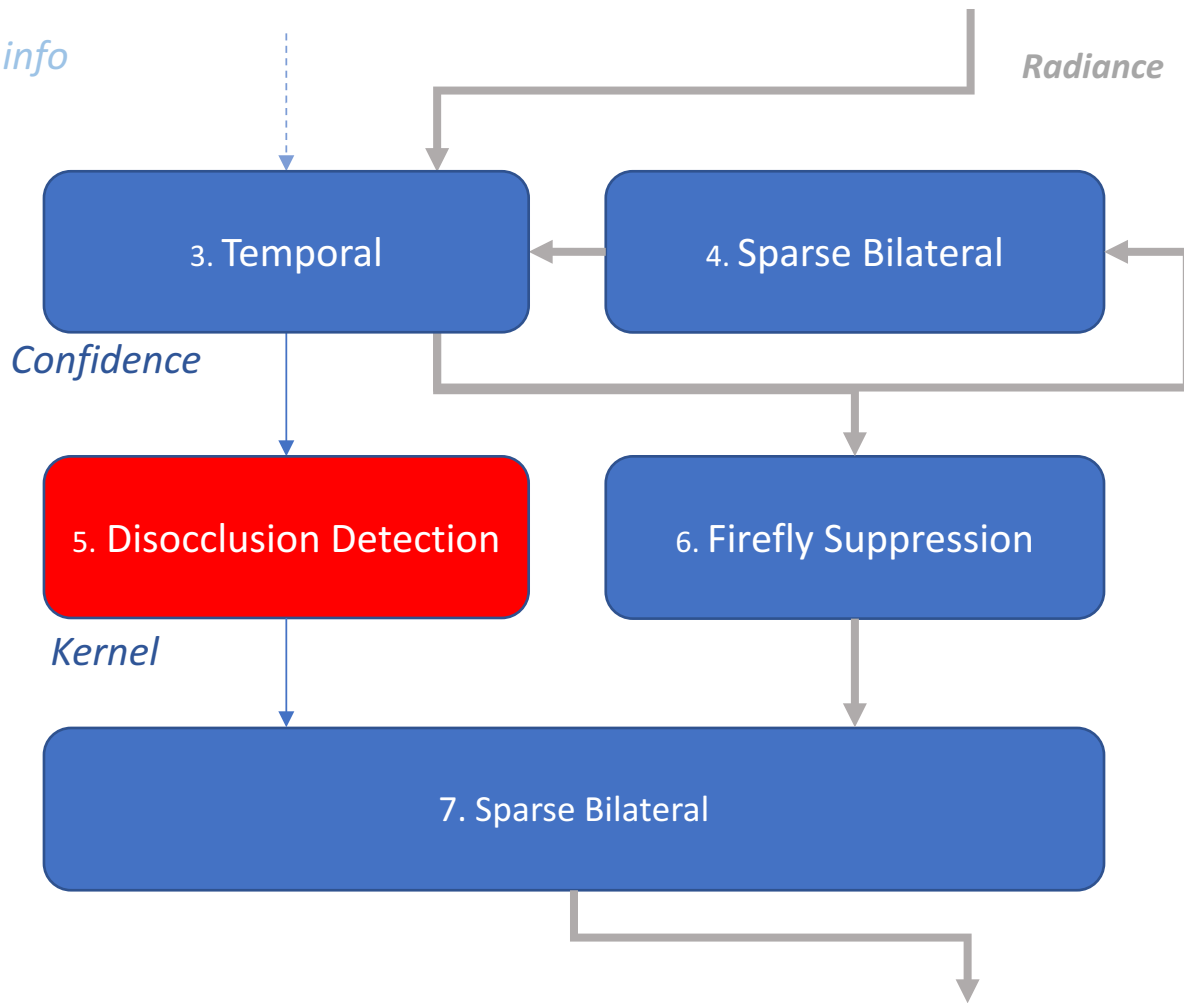 info
Radiance
3. Temporal
4. Sparse Bilateral
Confidence
5. Disocclusion Detection
6. Firefly Suppression
Kernel
7. Sparse Bilateral